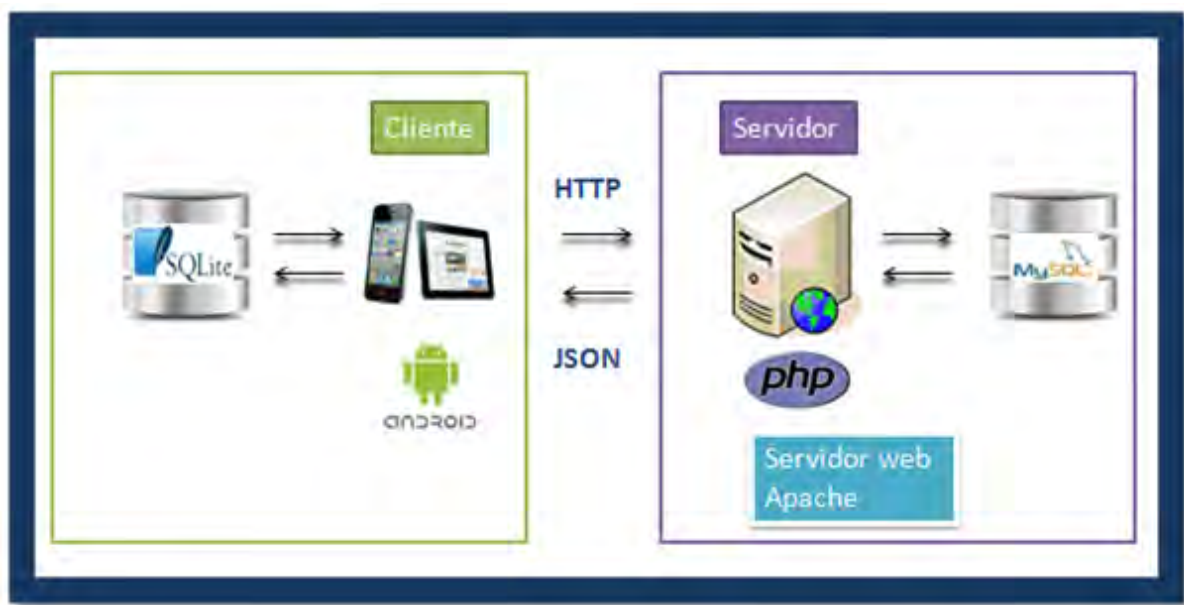 Cliente
Servidor
HTTP
SQLite
MySQL
JSON
php
ANDROID
Servidor web
Apache